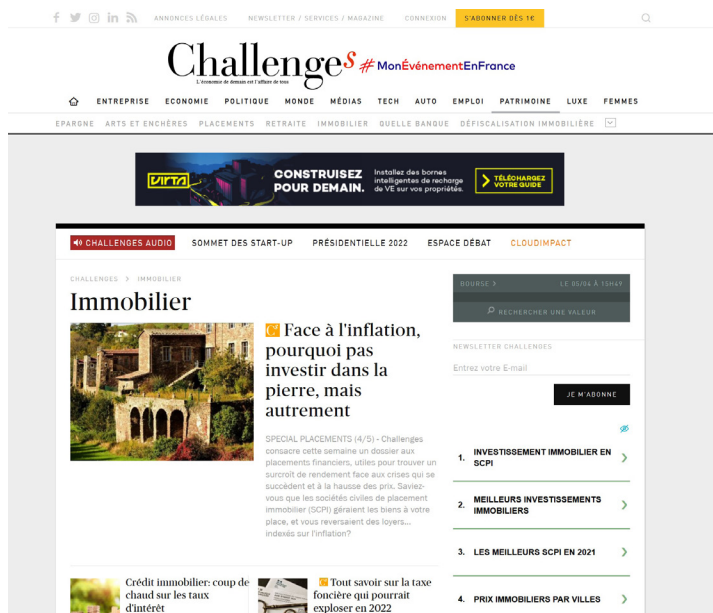 ANNONCES LÉGALES NEWSLETTER / SERVICES / MAGAZINE CONNEXION S'ABONNER DÈS 1€
Challenges #MonÉvénementEnFrance
L'économie de demain est l'affaire de tous
ENTREPRISE ECONOMIE POLITIQUE MONDE MÉDIAS TECH AUTO EMPLOI PATRIMOINE LUXE FEMMES
EPARGNE ARTS ET ENCHÈRES PLACEMENTS RETRAITE IMMOBILIER QUELLE BANQUE DÉFISCALISATION IMMOBILIÈRE
VIRTA
CONSTRUISEZ
POUR DEMAIN.
Installez des bornes
intelligentes de recharge
de VE sur vos propriétés.
TÉLÉCHARGEZ
VOTRE GUIDE
CHALLENGES AUDIO SOMMET DES START-UP PRÉSIDENTIELLE 2022 ESPACE DÉBAT CLOUDIMPACT
CHALLENGES > IMMOBILIER
Immobilier
Face à l'inflation,
pourquoi pas
investir dans la
pierre, mais
autrement
SPECIAL PLACEMENTS (4/5) - Challenges
consacre cette semaine un dossier aux
placements financiers, utiles pour trouver un
surcroît de rendement face aux crises qui se
succèdent et à la hausse des prix. Saviez-
vous que les sociétés civiles de placement
immobilier (SCPI) géraient les biens à votre
place, et vous reversaient des loyers...
indexés sur l'inflation?
Crédit immobilier: coup de
chaud sur les taux
d'intérêt
Tout savoir sur la taxe
foncière qui pourrait
exploser en 2022
BOURSE > LE 05/04 À 15H49
RECHERCHER UNE VALEUR
NEWSLETTER CHALLENGES
Entrez votre E-mail
JE M'ABONNE
1. INVESTISSEMENT IMMOBILIER EN
SCPI
2. MEILLEURS INVESTISSEMENTS
IMMOBILIERS
3. LES MEILLEURS SCPI EN 2021
4. PRIX IMMOBILIERS PAR VILLES